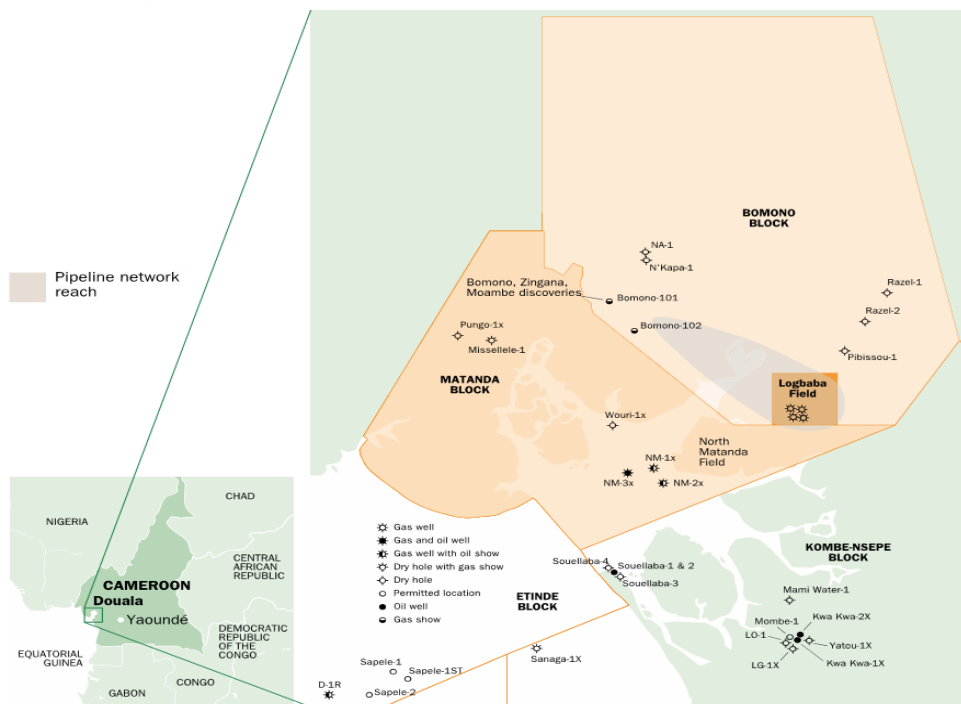 BOMONO
BLOCK
NA-1
N'Kapa-1
Pipeline network
reach
Bomono, Zingana,
Moambe discoveries
Bomono-101
Razel-1
Razel-2
Pungo-1x
Missellele-1
Bomono-102
Pibissou-1
MATANDA
BLOCK
Logbaba
Field
Wouri-1x
North
Matanda
Field
NM-1x
NM-3x
NM-2x
CHAD
NIGERIA
CENTRAL
AFRICAN
REPUBLIC
CAMEROON
Douala
Yaoundé
DEMOCRATIC
REPUBLIC
OF THE
CONGO
EQUATORIAL
GUINEA
CONGO
GABON
Gas well
Gas and oil well
Gas well with oil show
Dry hole with gas show
Dry hole
Permitted location
Oil well
Gas show
ETINDE
BLOCK
KOMBE-NSEPE
BLOCK
Souellaba-4
Souellaba-1 & 2
Souellaba-3
Mami Water-1
Mombe-1
Kwa Kwa-2X
LO-1
Yatou-1X
LG-1X
Kwa Kwa-1X
Sanaga-1X
Sapele-1
Sapele-1ST
D-1R
Sapele-2